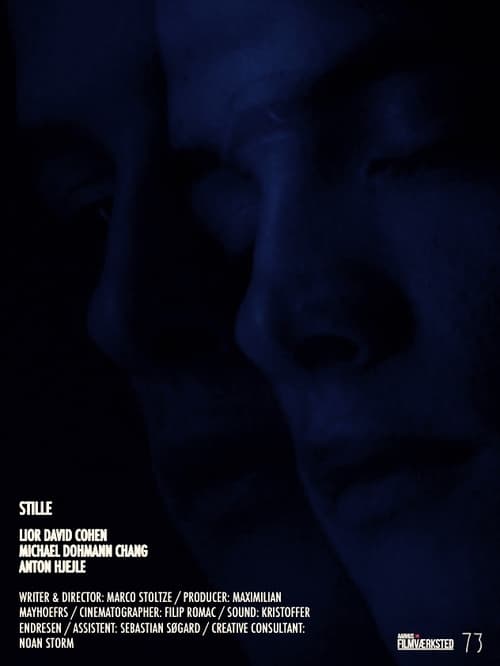 STILLE
LIOR DAVID COHEN
MICHAEL DOHMANN CHANG
ANTON HJEJLE
WRITER & DIRECTOR: MARCO STOLTZE / PRODUCER: MAXIMILIAN
MAYHOEFRS / CINEMATOGRAPHER: FILIP ROMAC / SOUND: KRISTOFFER
ENDRESEN / ASSISTENT: SEBASTIAN SØGARD / CREATIVE CONSULTANT:
NOAN STORM
AARHUS
FILMVÆRKSTED 73